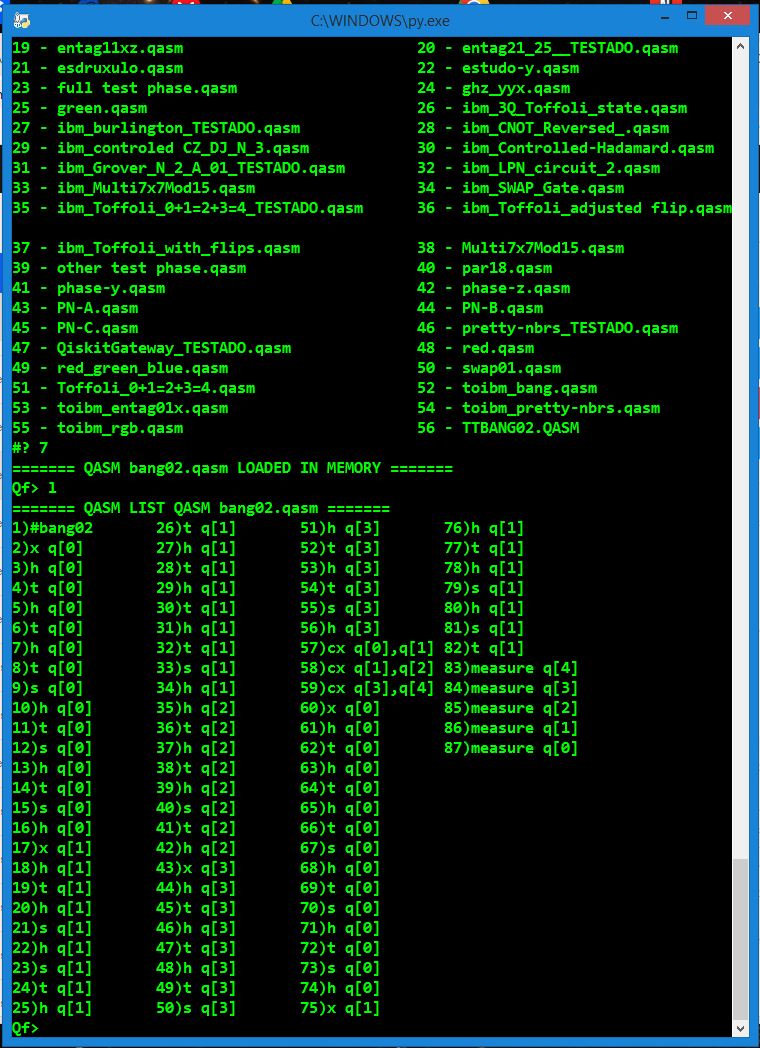 C:\WINDOWS\py.exe
19 - entag11xz.qasm 20 - entag21_25__TESTADO.qasm
21 - esdruxulo.qasm 22 - estudo-y.qasm
23 - full test phase.qasm 24 - ghz_yyx.qasm
25 - green.qasm 26 - ibm_3Q_Toffoli_state.qasm
27 - ibm_burlington_TESTADO.qasm 28 - ibm_CNOT_Reversed_.qasm
29 - ibm_controled CZ_DJ_N_3.qasm 30 - ibm_Controlled-Hadamard.qasm
31 - ibm_Grover_N_2_A_01_TESTADO.qasm 32 - ibm_LPN_circuit_2.qasm
33 - ibm_Multi7x7Mod15.qasm 34 - ibm_SWAP_Gate.qasm
35 - ibm_Toffoli_0+1=2+3=4_TESTADO.qasm 36 - ibm_Toffoli_adjusted flip.qasm
37 - ibm_Toffoli_with_flips.qasm 38 - Multi7x7Mod15.qasm
39 - other test phase.qasm 40 - par18.qasm
41 - phase-y.qasm 42 - phase-z.qasm
43 - PN-A.qasm 44 - PN-B.qasm
45 - PN-C.qasm 46 - pretty-nbrs_TESTADO.qasm
47 - QiskitGateway_TESTADO.qasm 48 - red.qasm
49 - red_green_blue.qasm 50 - swap01.qasm
51 - Toffoli_0+1=2+3=4.qasm 52 - toibm_bang.qasm
53 - toibm_entag01x.qasm 54 - toibm_pretty-nbrs.qasm
55 - toibm_rgb.qasm 56 - TTBANG02.QASM
#? 7
======= QASM bang02.qasm LOADED IN MEMORY =======
Qf> l
======= QASM LIST QASM bang02.qasm =======
1)#bang02 26)t q[1] 51)h q[3] 76)h q[1]
2)x q[0] 27)h q[1] 52)t q[3] 77)t q[1]
3)h q[0] 28)t q[1] 53)h q[3] 78)h q[1]
4)t q[0] 29)h q[1] 54)t q[3] 79)s q[1]
5)h q[0] 30)t q[1] 55)s q[3] 80)h q[1]
6)t q[0] 31)h q[1] 56)h q[3] 81)s q[1]
7)h q[0] 32)t q[1] 57)cx q[0],q[1] 82)t q[1]
8)t q[0] 33)s q[1] 58)cx q[1],q[2] 83)measure q[4]
9)s q[0] 34)h q[1] 59)cx q[3],q[4] 84)measure q[3]
10)h q[0] 35)h q[2] 60)x q[0] 85)measure q[2]
11)t q[0] 36)t q[2] 61)h q[0] 86)measure q[1]
12)s q[0] 37)h q[2] 62)t q[0] 87)measure q[0]
13)h q[0] 38)t q[2] 63)h q[0]
14)t q[0] 39)h q[2] 64)t q[0]
15)s q[0] 40)s q[2] 65)h q[0]
16)h q[0] 41)t q[2] 66)t q[0]
17)x q[1] 42)h q[2] 67)s q[0]
18)h q[1] 43)x q[3] 68)h q[0]
19)t q[1] 44)h q[3] 69)t q[0]
20)h q[1] 45)t q[3] 70)s q[0]
21)s q[1] 46)h q[3] 71)h q[0]
22)h q[1] 47)t q[3] 72)t q[0]
23)s q[1] 48)h q[3] 73)s q[0]
24)t q[1] 49)t q[3] 74)h q[0]
25)h q[1] 50)s q[3] 75)x q[1]
Qf>